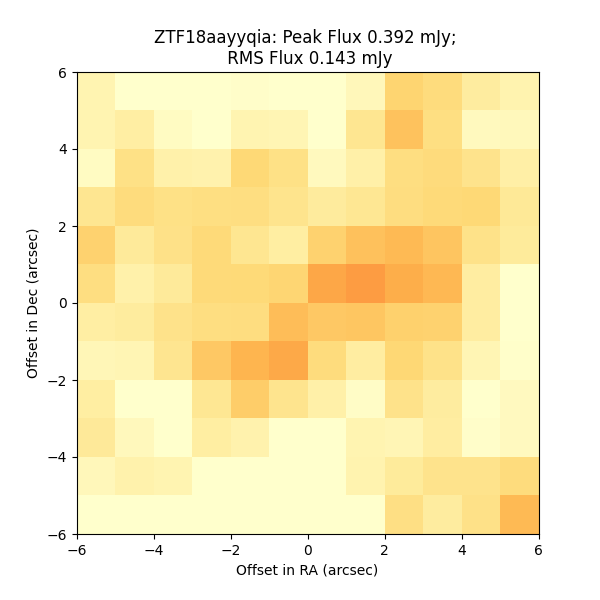 ZTF18aayyqia: Peak Flux 0.392 mJy;
RMS Flux 0.143 mJy
6
4
2
0
−2
−4
−6
Offset in Dec (arcsec)
−6 −4 −2 0 2 4 6
Offset in RA (arcsec)